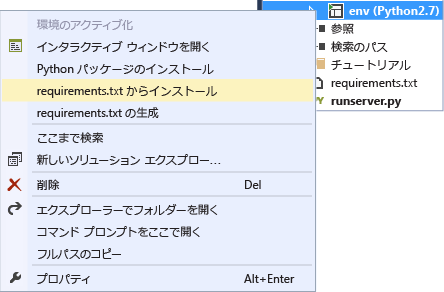 環境のアクティブ化
インタラクティブ ウィンドウを開く
Python パッケージのインストール
requirements.txt からインストール
requirements.txt の生成
ここまで検索
新しいソリューション エクスプロー...
削除 Del
エクスプローラーでフォルダーを開く
コマンド プロンプトをここで開く
フルパスのコピー
プロパティ Alt+Enter
env (Python2.7)
参照
検索のパス
チュートリアル
requirements.txt
runserver.py